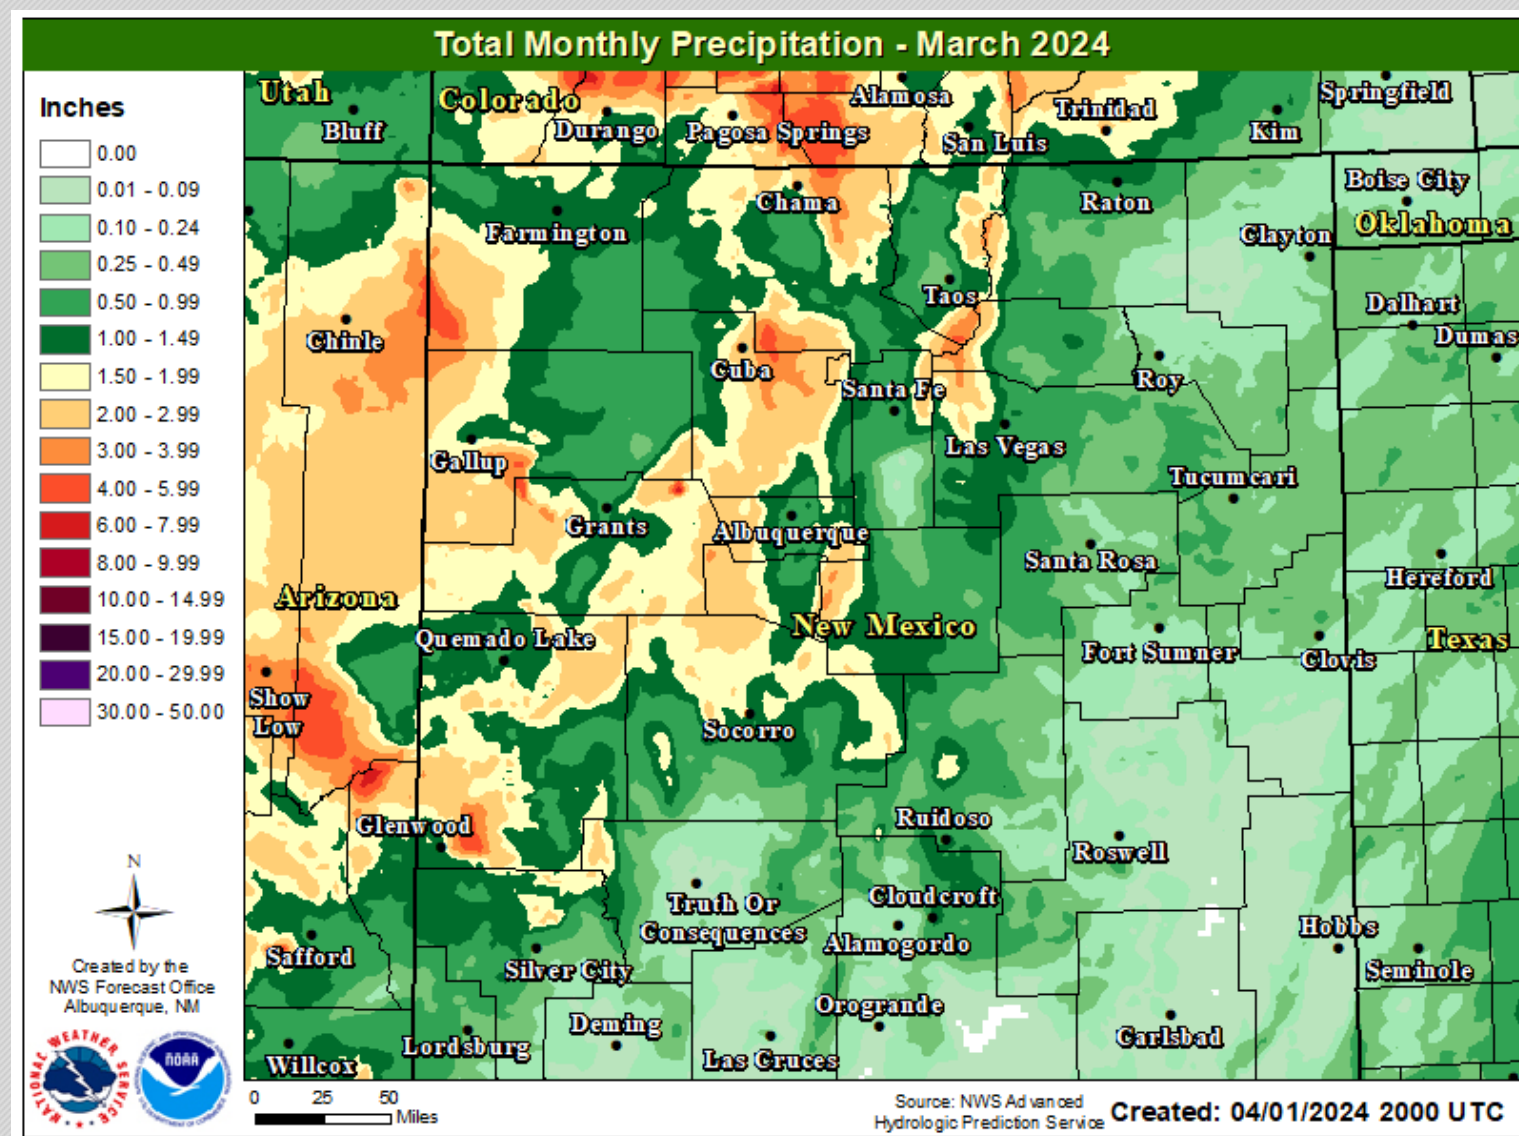 Total Monthly Precipitation - March 2024
Inches
0.00
0.01 - 0.09
0.10 - 0.24
0.25 - 0.49
0.50 - 0.99
1.00 - 1.49
1.50 - 1.99
2.00 - 2.99
3.00 - 3.99
4.00 - 5.99
6.00 - 7.99
8.00 - 9.99
10.00 - 14.99
15.00 - 19.99
20.00 - 29.99
30.00 - 50.00
N
Created by the
NWS Forecast Office
Albuquerque, NM
NATIONAL WEATHER SERVICE
NOAA
Utah
Colorado
Alamosa
Springfield
Bluff
Durango
Pagosa Springs
San Luis
Trinidad
Kim
Boise City
Chama
Raton
Oklahoma
Farmington
Clayton
Taos
Dalhart
Dumas
Chinle
Cuba
Santa Fe
Roy
Las Vegas
Gallup
Tucumcari
Grants
Albuquerque
Santa Rosa
Hereford
Arizona
New Mexico
Texas
Quemado Lake
Fort Sumner
Clovis
Show
Low
Socorro
Glenwood
Ruidoso
Roswell
Truth Or
Consequences
Cloudcroft
Alamogordo
Hobbs
Safford
Silver City
Seminole
Orogrande
Deming
Carlsbad
Willcox
Lordsburg
Las Cruces
0 25 50
Miles
Source: NWS Advanced
Hydrologic Prediction Service
Created: 04/01/2024 2000 UTC